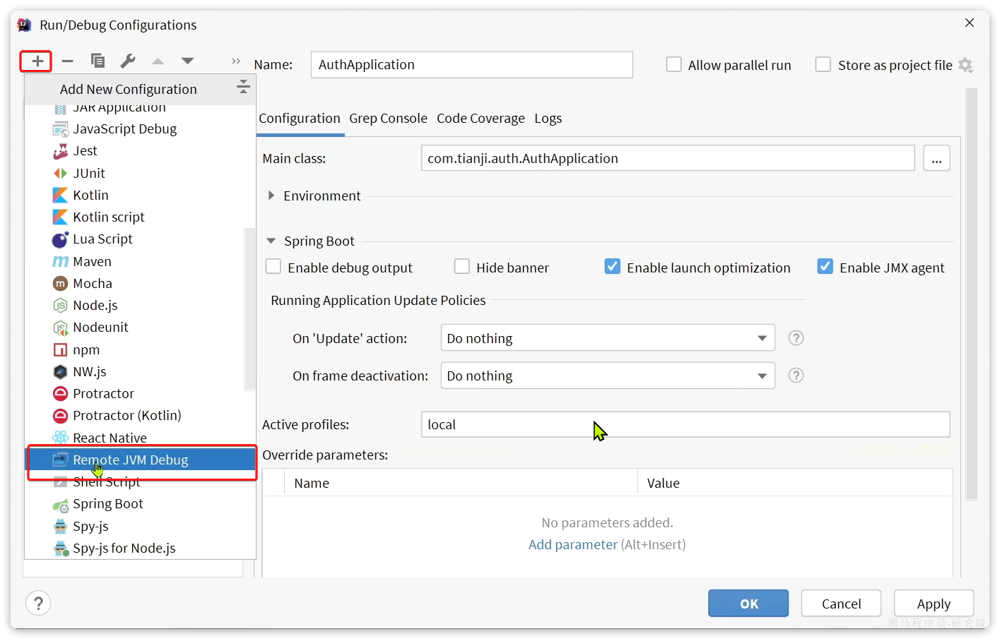 Run/Debug Configurations
Name: AuthApplication
Allow parallel run
Store as project file
Add New Configuration
JAR Application
JavaScript Debug
Jest
JUnit
Kotlin
Kotlin script
Lua Script
Maven
Mocha
Node.js
Nodeunit
npm
NW.js
Protractor
Protractor (Kotlin)
React Native
Remote JVM Debug
Shell Script
Spring Boot
Spy-js
Spy-js for Node.js
Configuration Grep Console Code Coverage Logs
Main class: com.tianji.auth.AuthApplication ...
Environment
Spring Boot
Enable debug output Hide banner Enable launch optimization Enable JMX agent
Running Application Update Policies
On 'Update' action: Do nothing ?
On frame deactivation: Do nothing ?
Active profiles: local
Override parameters:
Name Value
No parameters added.
Add parameter (Alt+Insert)
? OK Cancel Apply
黑马程序员-研究院